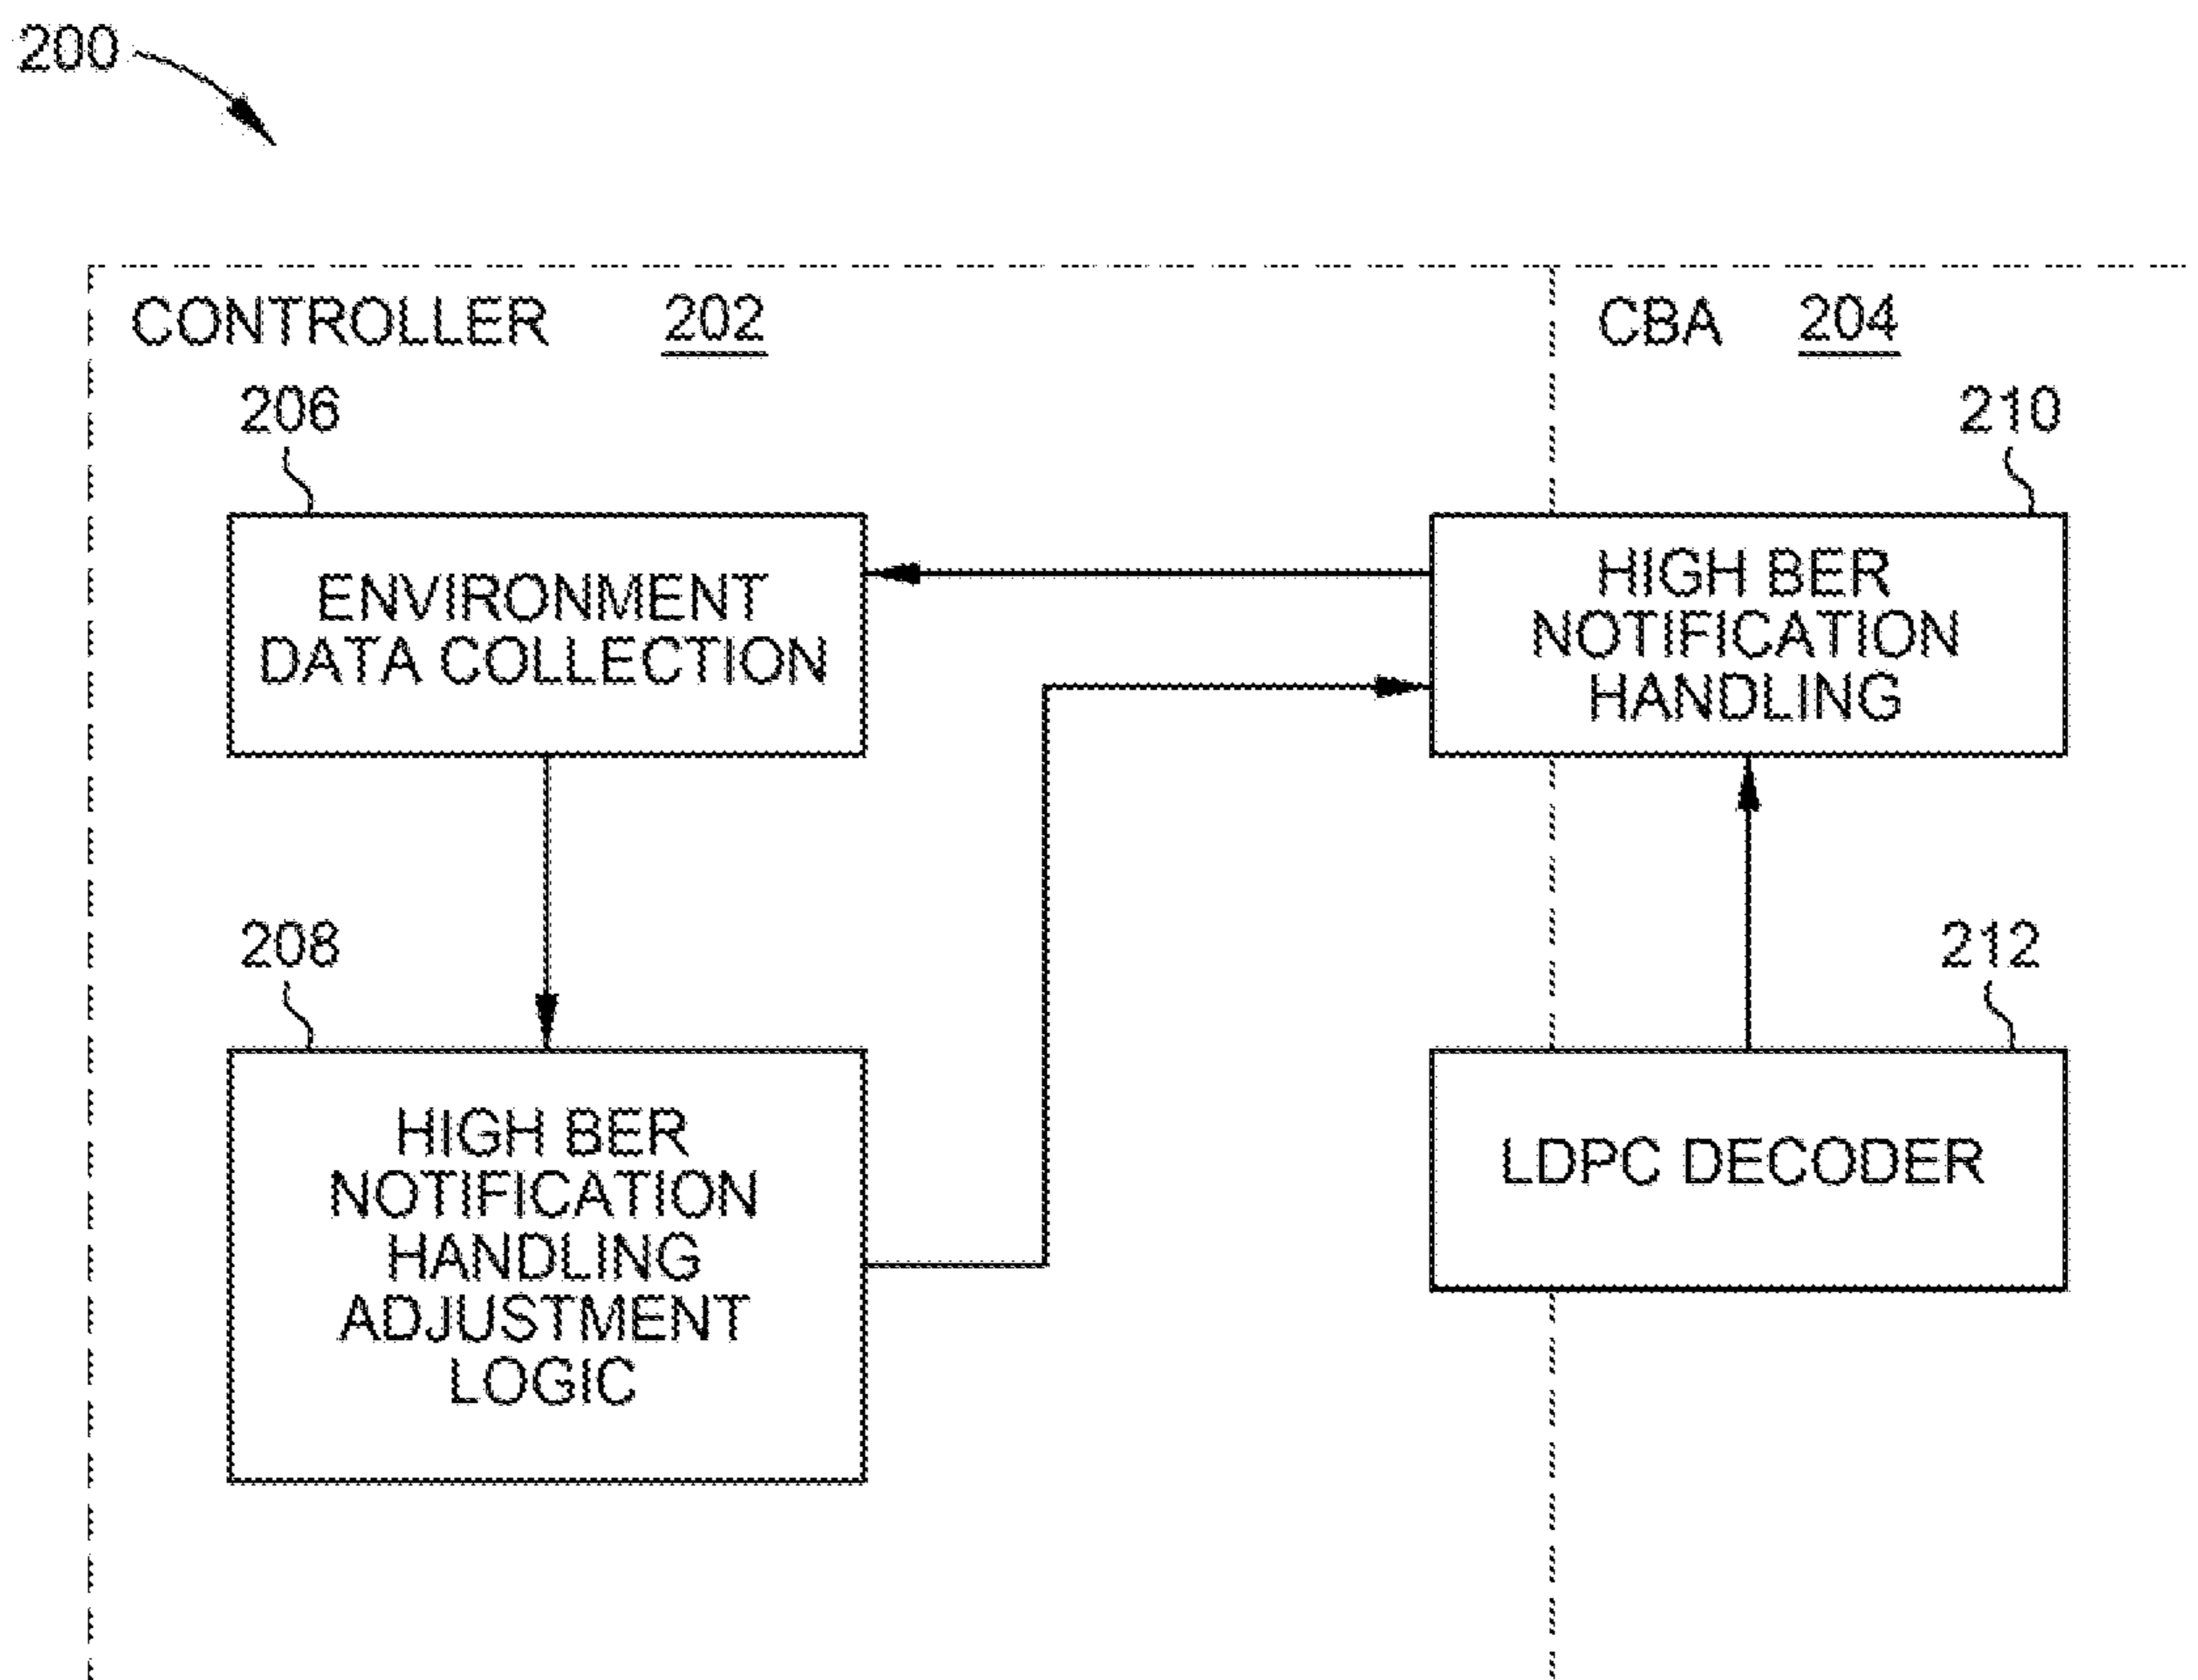 200
CONTROLLER 202
CBA 204
206
210
ENVIRONMENT
DATA COLLECTION
HIGH BER
NOTIFICATION
HANDLING
208
212
HIGH BER
NOTIFICATION
HANDLING
ADJUSTMENT
LOGIC
LDPC DECODER